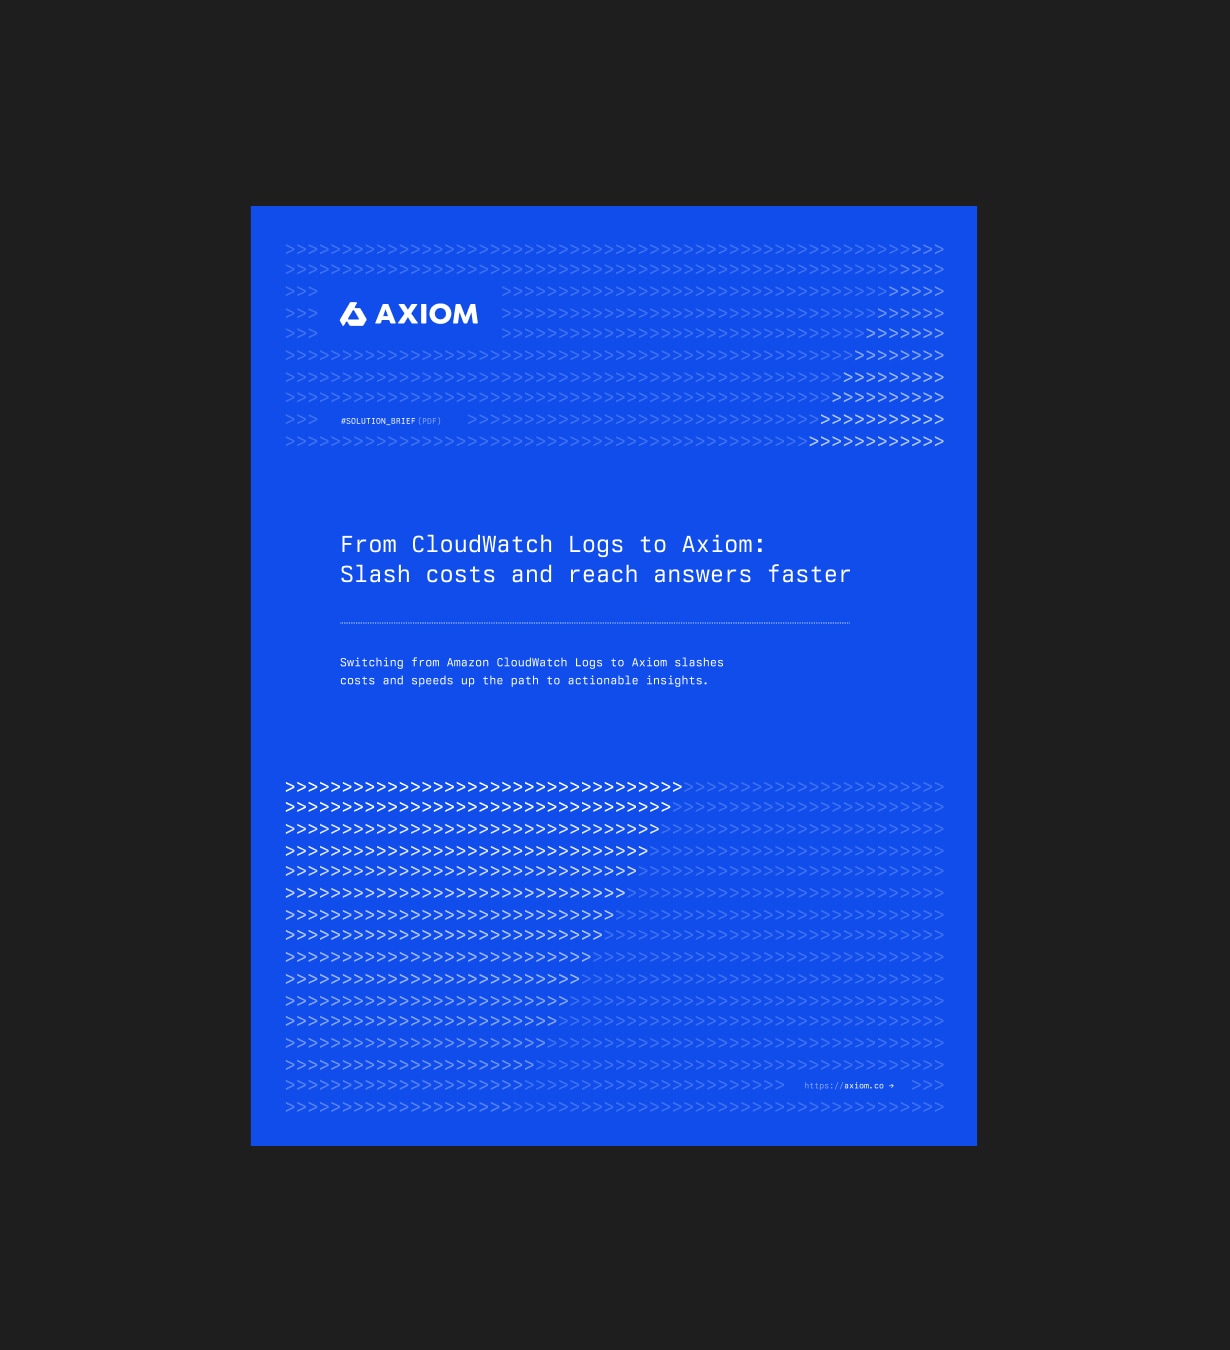 AXIOM
#SOLUTION_BRIEF(PDF)
From CloudWatch Logs to Axiom:
Slash costs and reach answers faster
Switching from Amazon CloudWatch Logs to Axiom slashes
costs and speeds up the path to actionable insights.
https://axiom.co →